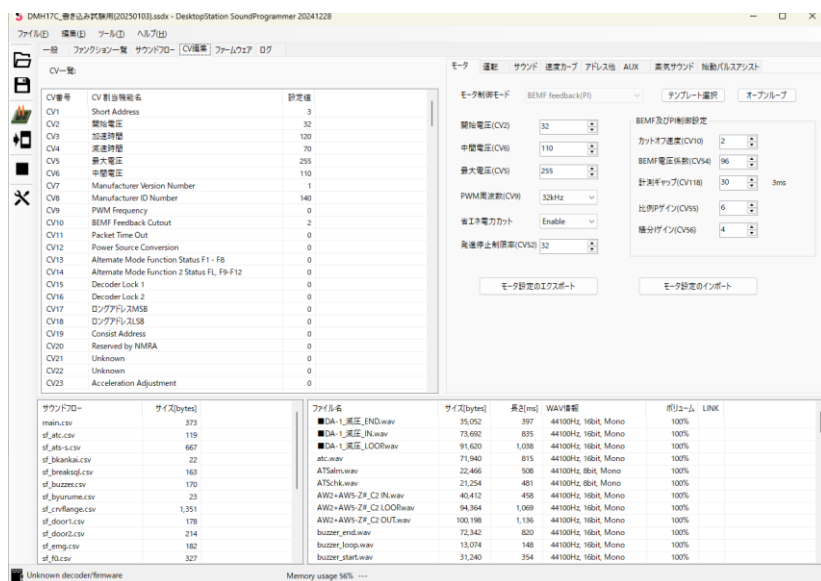 DMH17C_書き込み試験用(20250103).ssdx - DesktopStation SoundProgrammer 20241228
ファイル(F) 編集(E) ツール(T) ヘルプ(H)
一般 ファンクション一覧 サウンドフロー CV編集 ファームウェア ログ
CV一覧:
CV番号 CV 割当機能名 設定値
CV1 Short Address 3
CV2 開始電圧 32
CV3 加速時間 120
CV4 減速時間 70
CV5 最大電圧 255
CV6 中間電圧 110
CV7 Manufacturer Version Number 1
CV8 Manufacturer ID Number 140
CV9 PWM Frequency 0
CV10 BEMF Feedback Cutout 2
CV11 Packet Time Out 0
CV12 Power Source Conversion 0
CV13 Alternate Mode Function Status F1 - F8 0
CV14 Alternate Mode Function 2 Status FL, F9-F12 0
CV15 Decoder Lock 1 0
CV16 Decoder Lock 2 0
CV17 ロングアドレスMSB 0
CV18 ロングアドレスLSB 0
CV19 Consist Address 0
CV20 Reserved by NMRA 0
CV21 Unknown 0
CV22 Unknown 0
CV23 Acceleration Adjustment 0
モータ 運転 サウンド 速度カーブ アドレス他 AUX 蒸気サウンド 始動パルスアシスト
モータ制御モード BEMF feedback(PI) テンプレート選択 オープンループ
開始電圧(CV2) 32
中間電圧(CV6) 110
最大電圧(CV5) 255
PWM周波数(CV9) 32kHz
省エネ電力カット Enable
発進停止制限率(CV52) 32
BEMF及びPI制御設定
カットオフ速度(CV10) 2
BEMF電圧係数(CV54) 96
計測ギャップ(CV118) 30 3ms
比例Pゲイン(CV55) 6
積分Iゲイン(CV56) 4
モータ設定のエクスポート モータ設定のインポート
サウンドフロー サイズ[bytes]
main.csv 373
sf_atc.csv 119
sf_ats-s.csv 667
sf_bkankai.csv 22
sf_breaksql.csv 163
sf_buzzer.csv 170
sf_byurume.csv 23
sf_crvflange.csv 1,351
sf_door1.csv 178
sf_door2.csv 214
sf_emg.csv 182
sf_f0.csv 327
ファイル名 サイズ[bytes] 長さ[ms] WAV情報 ボリューム LINK
■DA-1_減圧_END.wav 35,052 397 44100Hz, 16bit, Mono 100%
■DA-1_減圧_IN.wav 73,692 835 44100Hz, 16bit, Mono 100%
■DA-1_減圧_LOOP.wav 91,620 1,038 44100Hz, 16bit, Mono 100%
atc.wav 71,940 815 44100Hz, 16bit, Mono 100%
ATSalm.wav 22,466 508 44100Hz, 8bit, Mono 100%
ATSchk.wav 21,254 481 44100Hz, 8bit, Mono 100%
AW2+AW5-Z#_C2 IN.wav 40,412 458 44100Hz, 16bit, Mono 100%
AW2+AW5-Z#_C2 LOOP.wav 94,364 1,069 44100Hz, 16bit, Mono 100%
AW2+AW5-Z#_C2 OUT.wav 100,198 1,136 44100Hz, 16bit, Mono 100%
buzzer_end.wav 72,342 820 44100Hz, 16bit, Mono 100%
buzzer_loop.wav 13,074 148 44100Hz, 16bit, Mono 100%
buzzer_start.wav 31,240 354 44100Hz, 16bit, Mono 100%
Unknown decoder/firmware Memory usage 56% ---